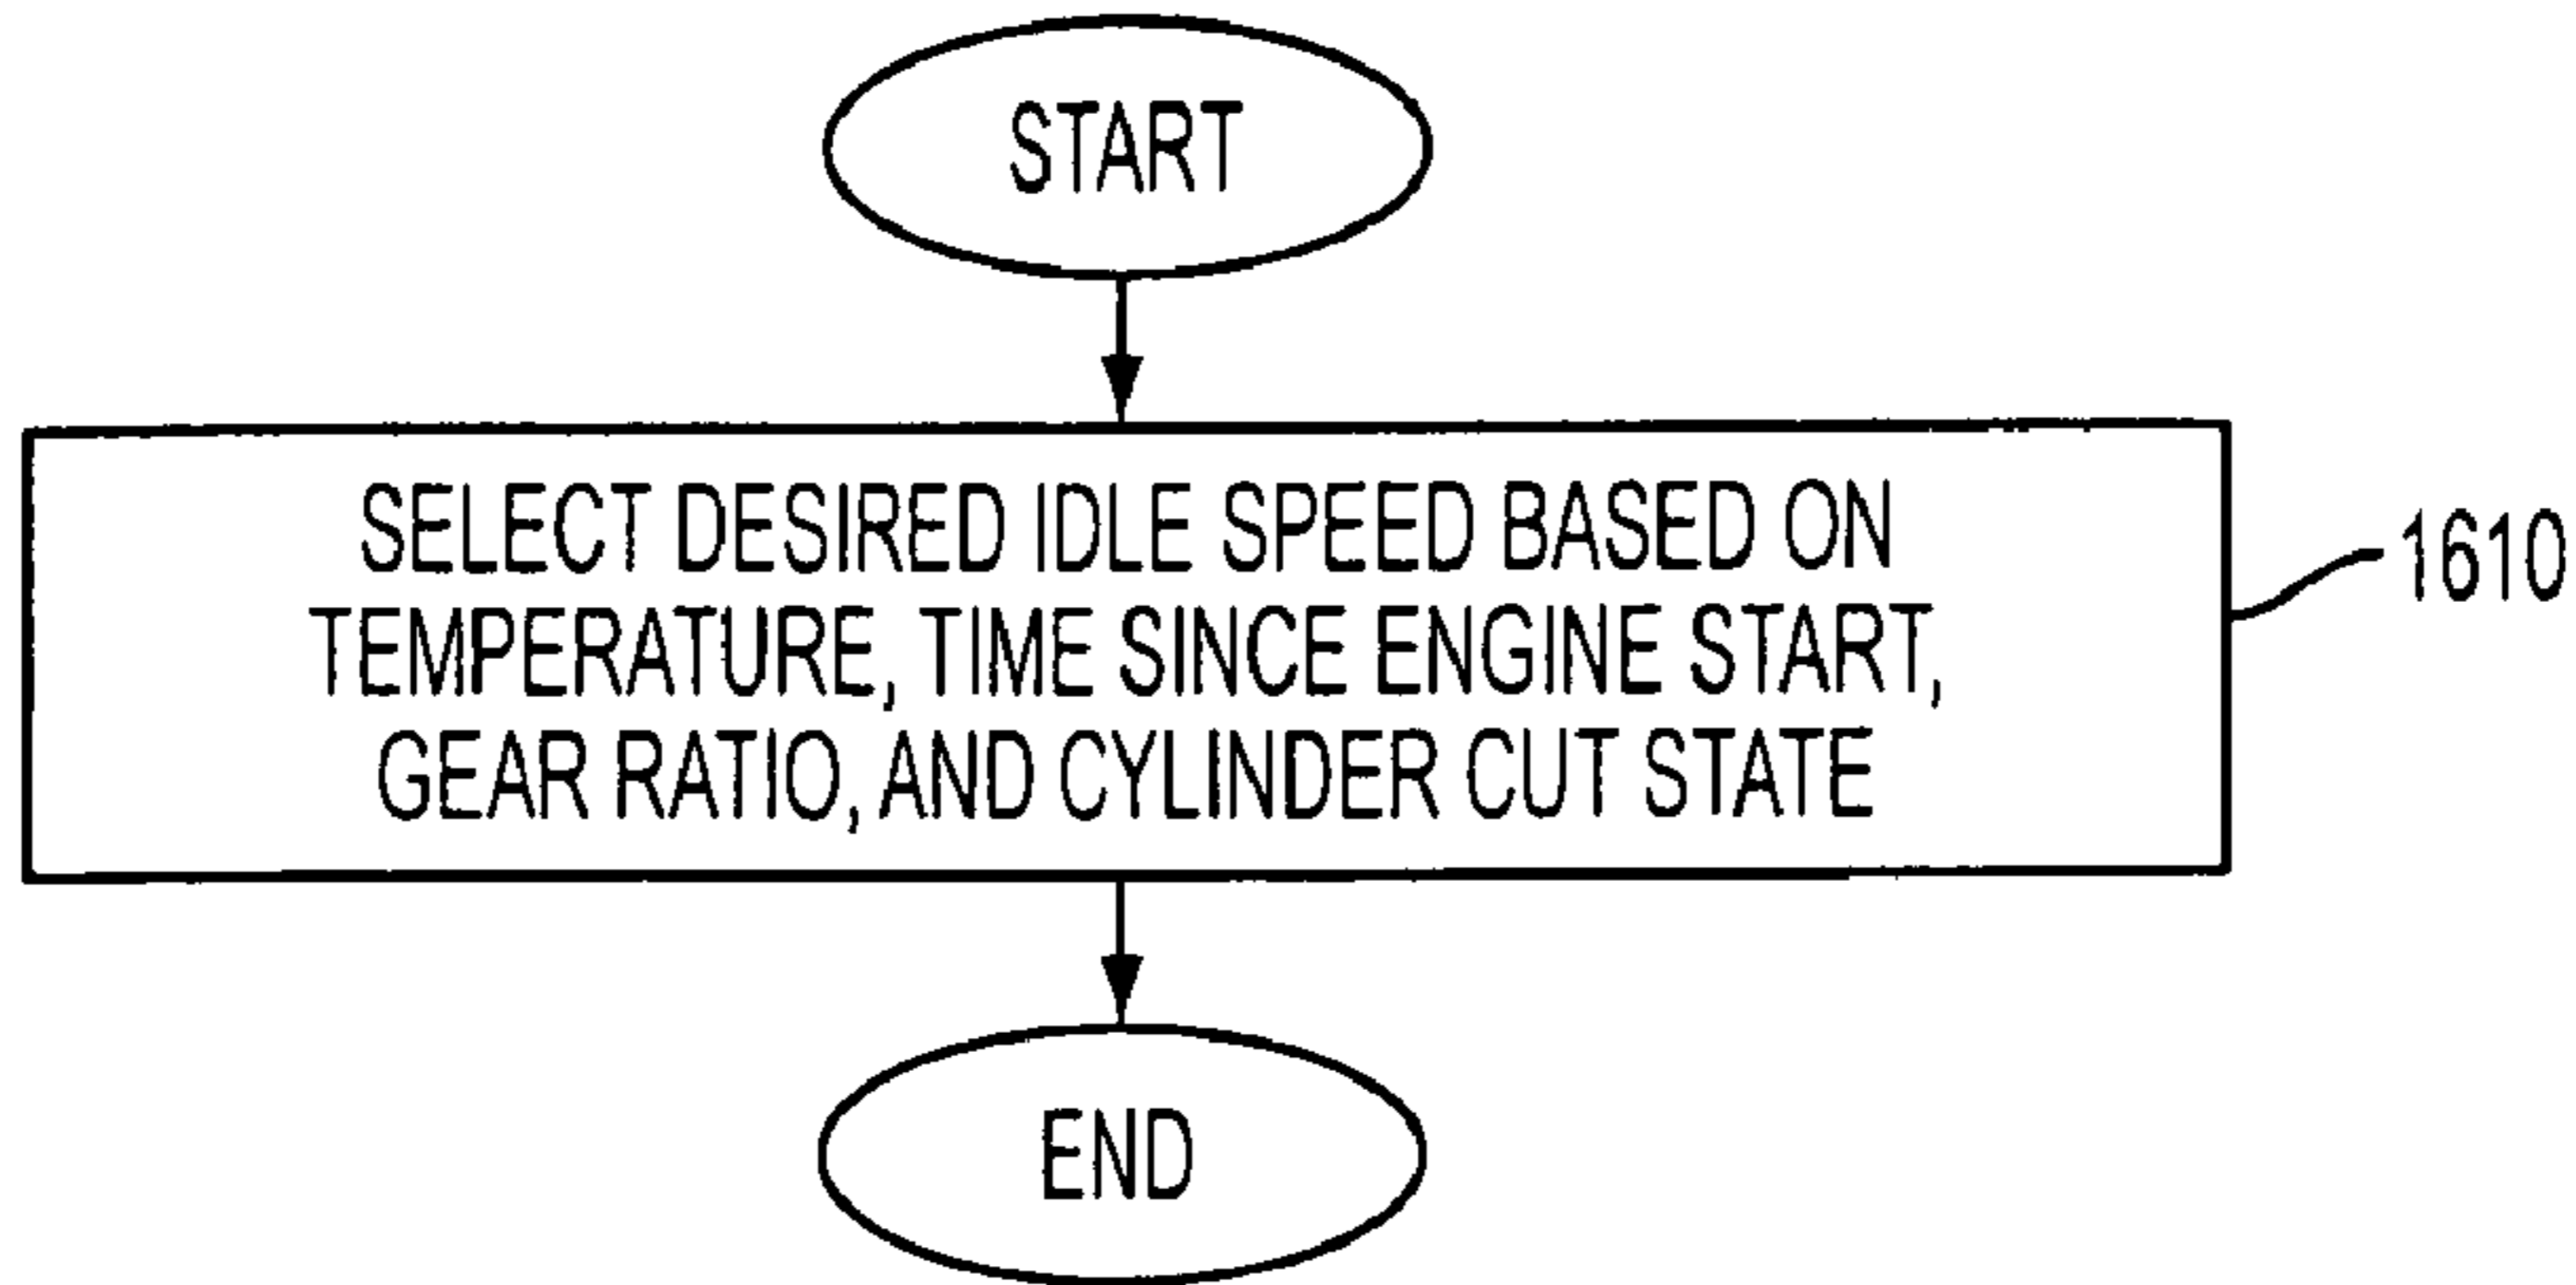 START
SELECT DESIRED IDLE SPEED BASED ON
TEMPERATURE, TIME SINCE ENGINE START,
GEAR RATIO, AND CYLINDER CUT STATE
1610
END